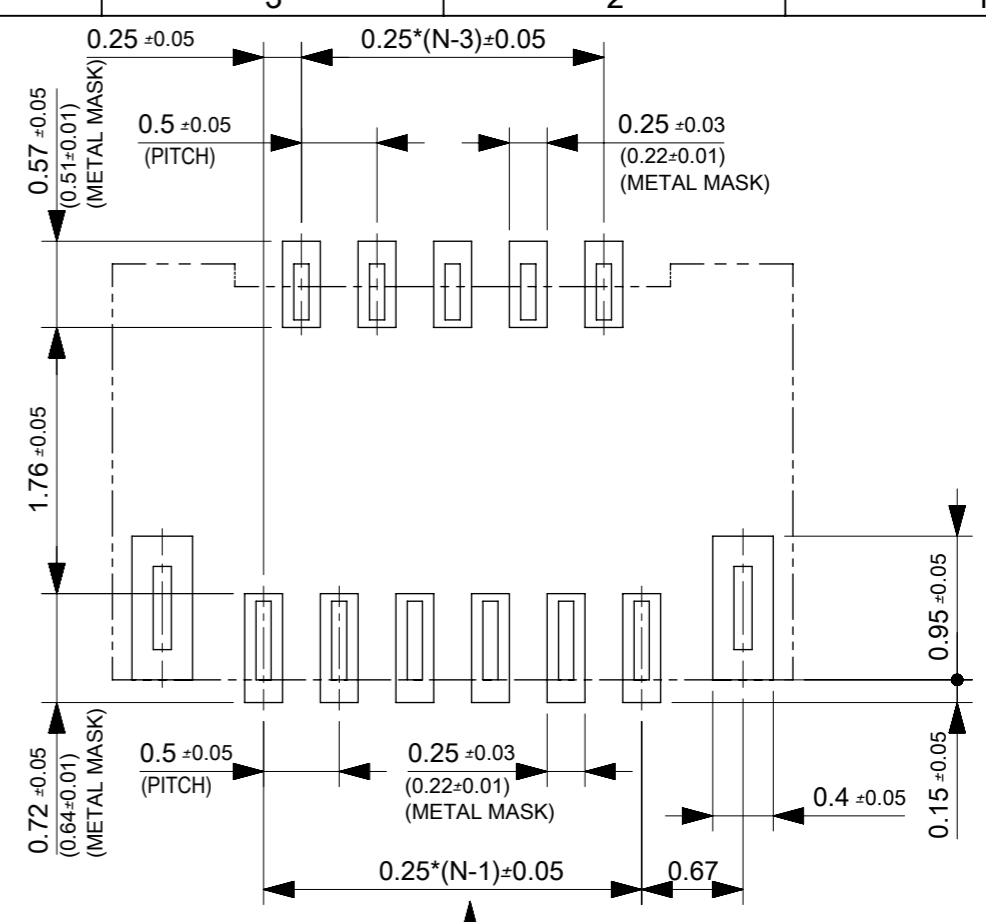 2
0.25 ±0.05
0.25*(N-3)±0.05
0.57 ±0.05
(0.51±0.01)
(METAL MASK)
0.5 ±0.05
(PITCH)
0.25 ±0.03
(0.22±0.01)
(METAL MASK)
1.76 ±0.05
0.95 ±0.05
0.72 ±0.05
(0.64±0.01)
(METAL MASK)
0.5 ±0.05
(PITCH)
0.25 ±0.03
(0.22±0.01)
(METAL MASK)
0.4 ±0.05
0.15 ±0.05
0.25*(N-1)±0.05
0.67